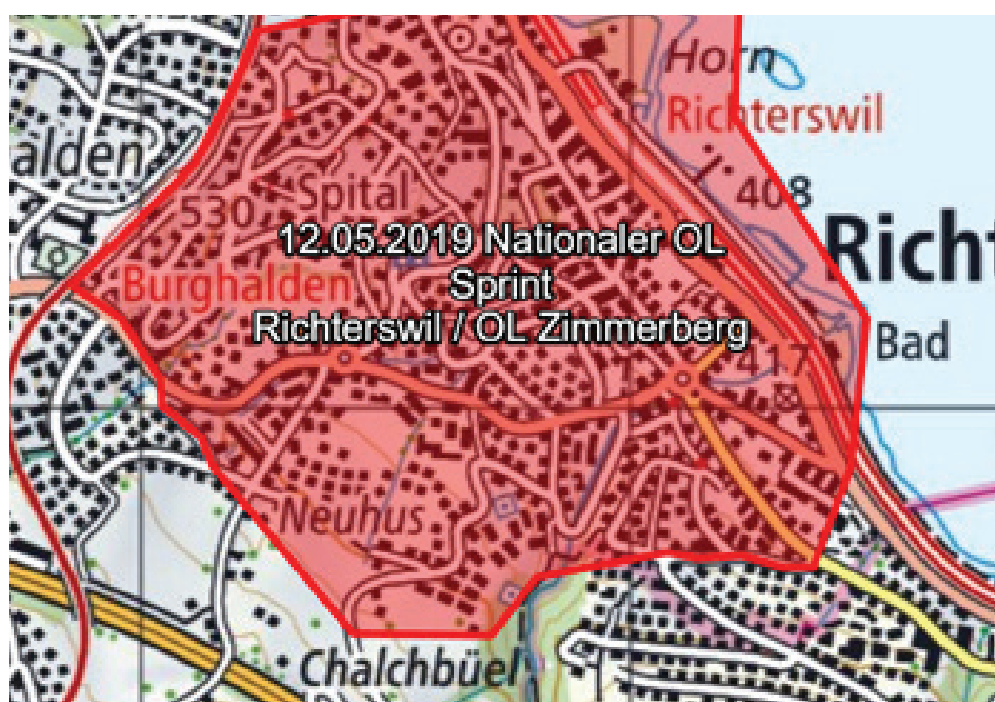 Horn
Richterswil
alden
408
Spital
530
12.05.2019 Nationaler OL
Sprint
Richterswil / OL Zimmerberg
Richt
Burghalden
Bad
417
Neuhus
Chalchbüel